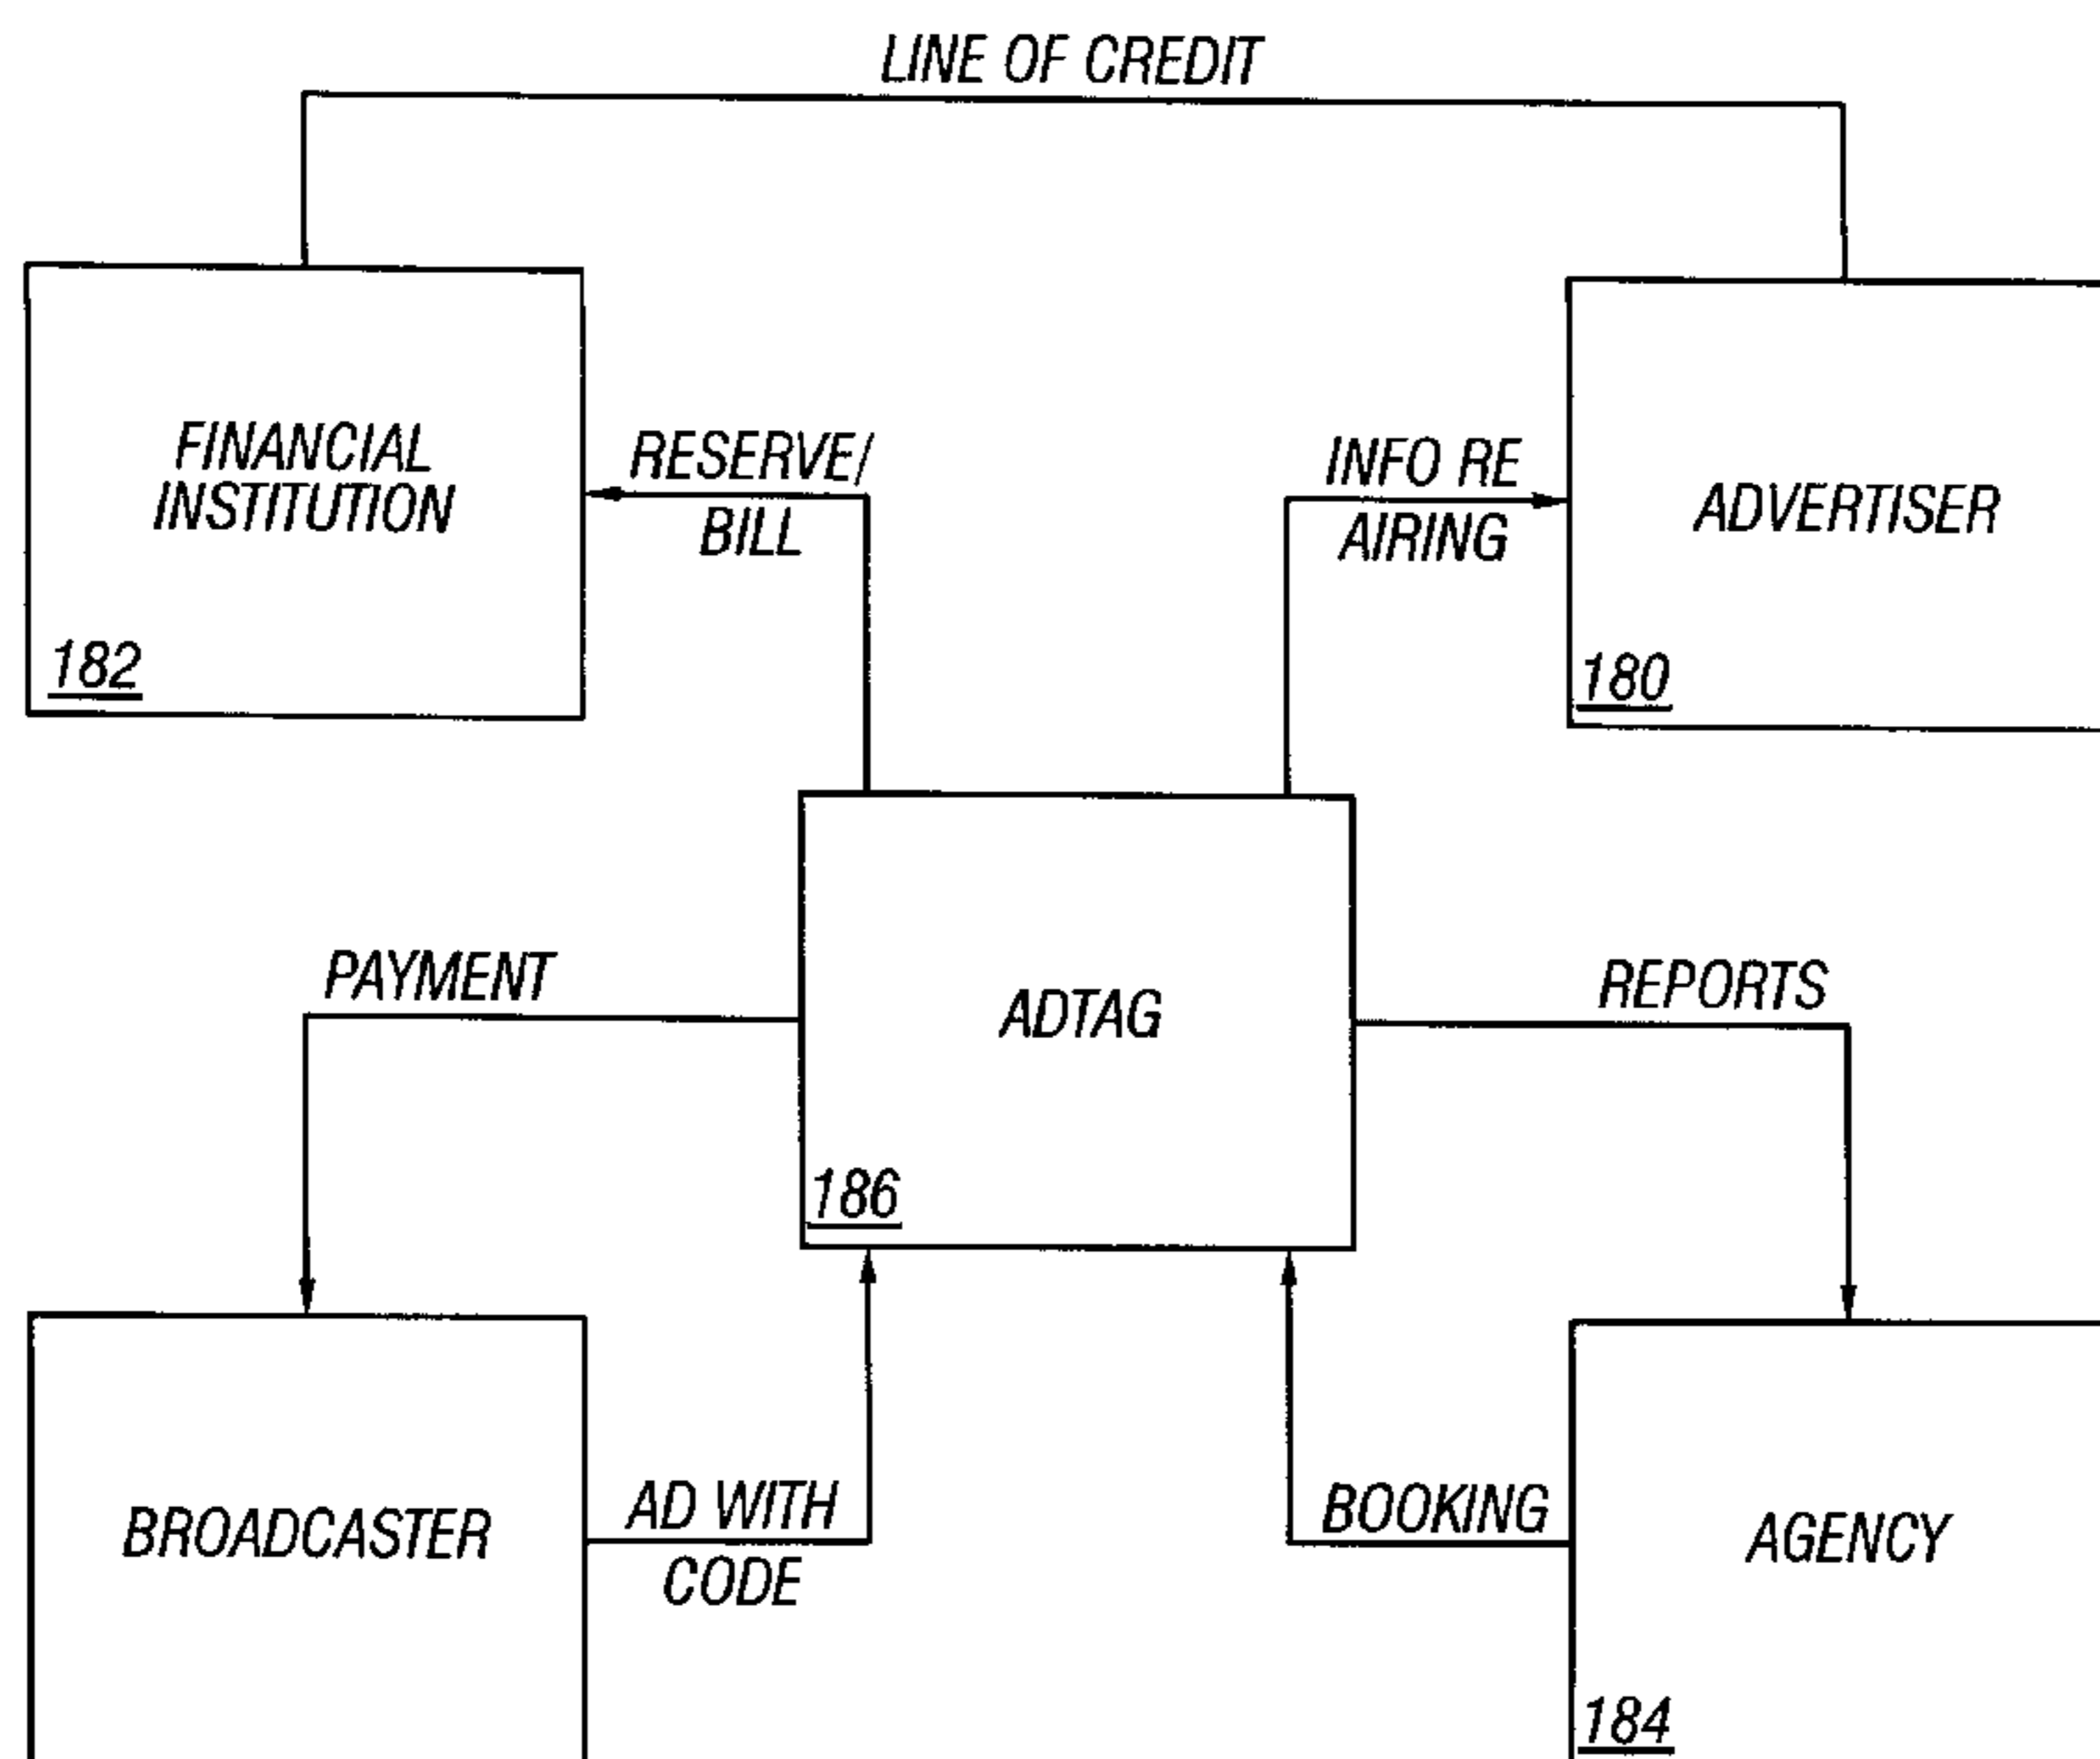 LINE OF CREDIT
FINANCIAL
INSTITUTION
182
RESERVE/
BILL
INFO RE
AIRING
ADVERTISER
180
PAYMENT
ADTAG
186
REPORTS
BROADCASTER
AD WITH
CODE
BOOKING
AGENCY
184